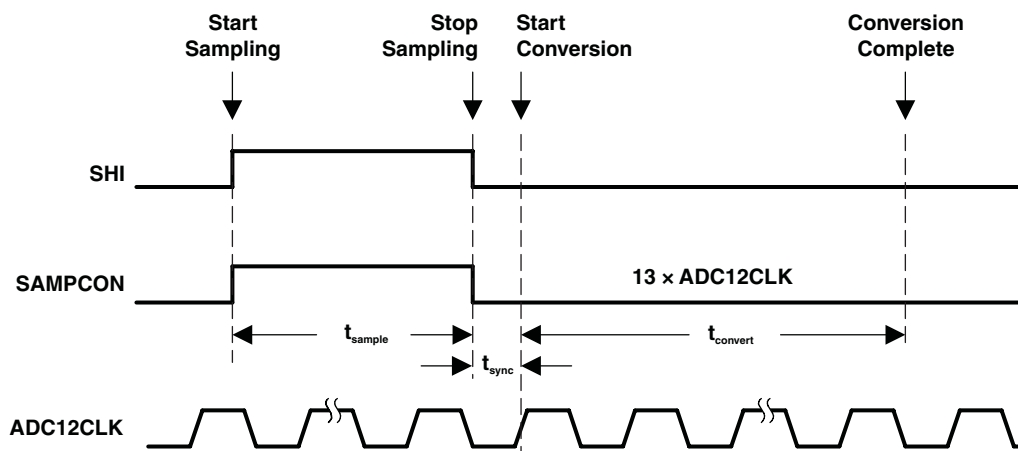 Start
Sampling
Stop
Sampling
Start
Conversion
Conversion
Complete
SHI
SAMPCON
13 × ADC12CLK
tsample
tconvert
tsync
ADC12CLK